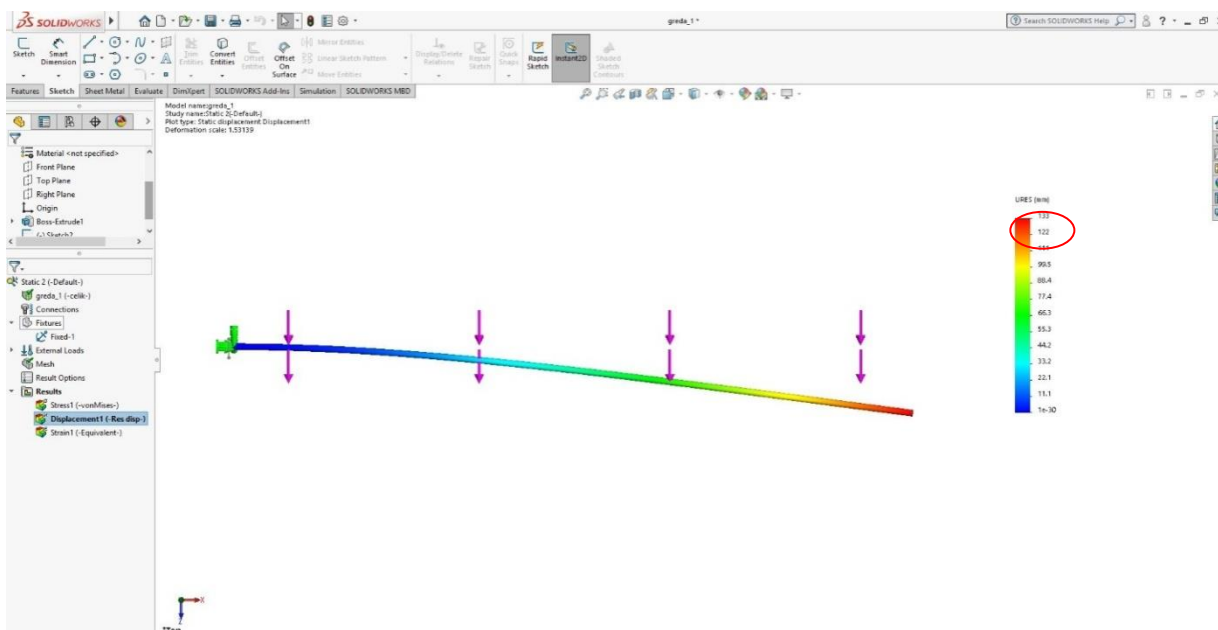 SOLIDWORKS
greda_1 *
Search SOLIDWORKS Help
Sketch
Smart Dimension
Trim Entities
Convert Entities
Offset Entities
Offset On Surface
Mirror Entities
Linear Sketch Pattern
Move Entities
Display/Delete Relations
Repair Sketch
Quick Snaps
Rapid Sketch
Instant2D
Shaded Sketch Contours
Features
Sketch
Sheet Metal
Evaluate
DimXpert
SOLIDWORKS Add-Ins
Simulation
SOLIDWORKS MBD
Model name:greda_1
Study name:Static 2(-Default-)
Plot type: Static displacement Displacement1
Deformation scale: 1.53139
Material <not specified>
Front Plane
Top Plane
Right Plane
Origin
Boss-Extrude1
(-) Sketch2
Static 2 (-Default-)
greda_1 (-celik-)
Connections
Fixtures
Fixed-1
External Loads
Mesh
Result Options
Results
Stress1 (-vonMises-)
Displacement1 (-Res disp-)
Strain1 (-Equivalent-)
URES (mm)
133
122
111
99.5
88.4
77.4
66.3
55.3
44.2
33.2
22.1
11.1
1e-30
X
Z
*Top